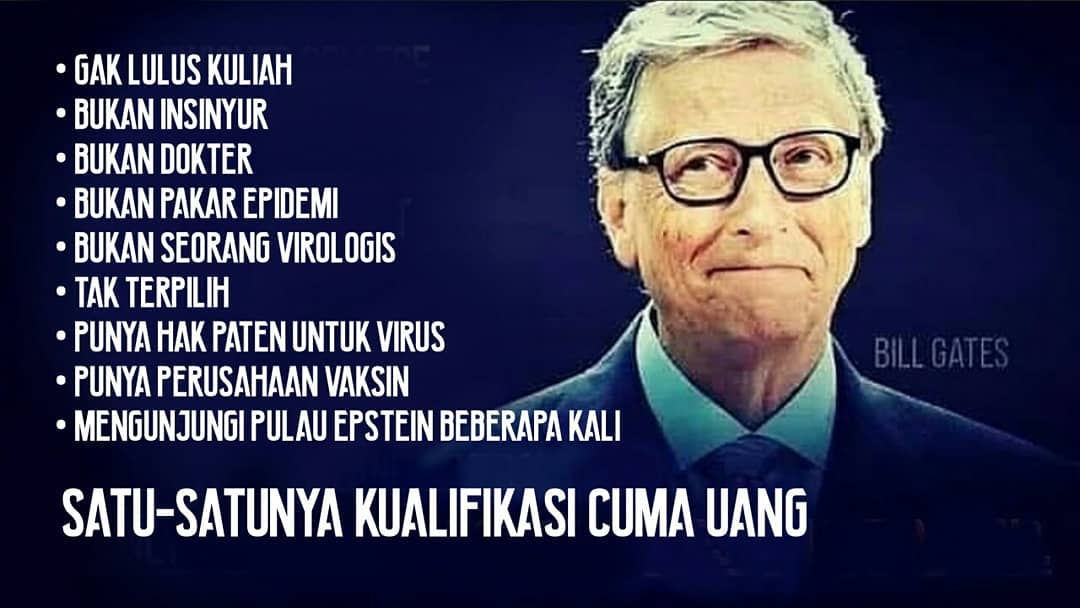 • GAK LULUS KULIAH
• BUKAN INSINYUR
• BUKAN DOKTER
• BUKAN PAKAR EPIDEMI
• BUKAN SEORANG VIROLOGIS
• TAK TERPILIH
• PUNYA HAK PATEN UNTUK VIRUS
• PUNYA PERUSAHAAN VAKSIN
• MENGUNJUNGI PULAU EPSTEIN BEBERAPA KALI
BILL GATES
SATU-SATUNYA KUALIFIKASI CUMA UANG